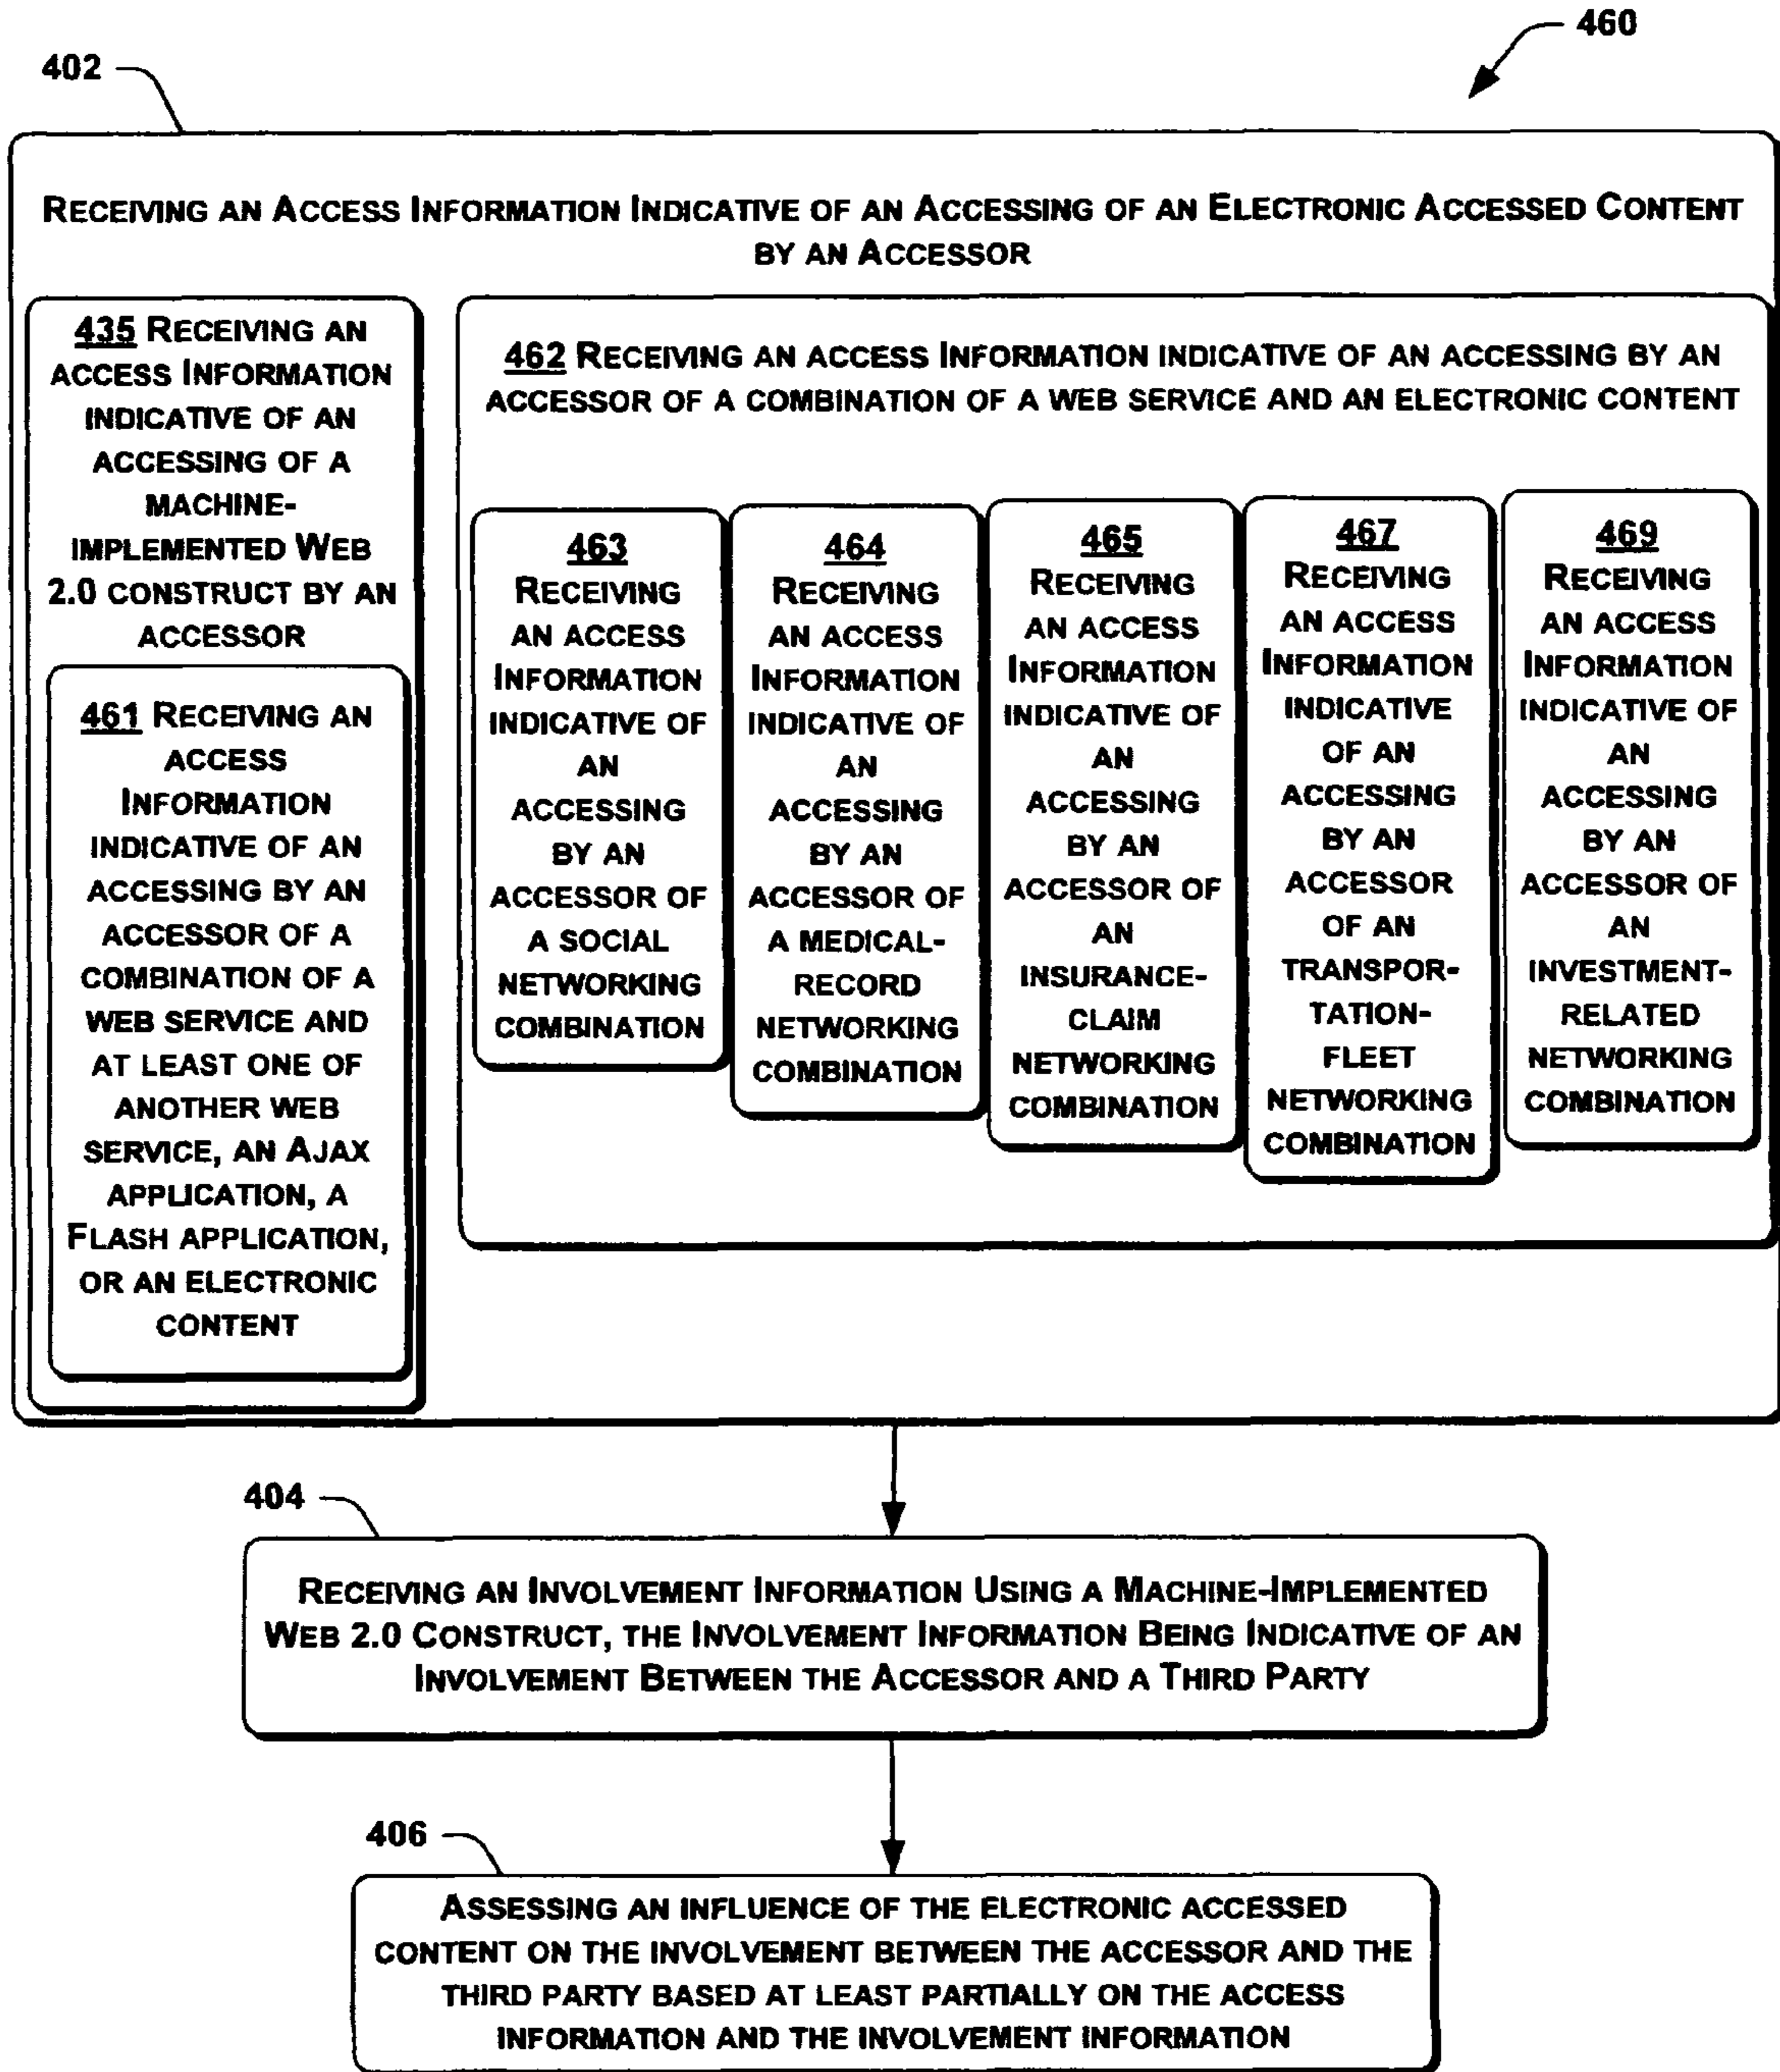 460
402
RECEIVING AN ACCESS INFORMATION INDICATIVE OF AN ACCESSING OF AN ELECTRONIC ACCESSED CONTENT
BY AN ACCESSOR
435 RECEIVING AN
ACCESS INFORMATION
INDICATIVE OF AN
ACCESSING OF A
MACHINE-
IMPLEMENTED WEB
2.0 CONSTRUCT BY AN
ACCESSOR
461 RECEIVING AN
ACCESS
INFORMATION
INDICATIVE OF AN
ACCESSING BY AN
ACCESSOR OF A
COMBINATION OF A
WEB SERVICE AND
AT LEAST ONE OF
ANOTHER WEB
SERVICE, AN AJAX
APPLICATION, A
FLASH APPLICATION,
OR AN ELECTRONIC
CONTENT
462 RECEIVING AN ACCESS INFORMATION INDICATIVE OF AN ACCESSING BY AN
ACCESSOR OF A COMBINATION OF A WEB SERVICE AND AN ELECTRONIC CONTENT
463
RECEIVING
AN ACCESS
INFORMATION
INDICATIVE OF
AN
ACCESSING
BY AN
ACCESSOR OF
A SOCIAL
NETWORKING
COMBINATION
464
RECEIVING
AN ACCESS
INFORMATION
INDICATIVE OF
AN
ACCESSING
BY AN
ACCESSOR OF
A MEDICAL-
RECORD
NETWORKING
COMBINATION
465
RECEIVING
AN ACCESS
INFORMATION
INDICATIVE OF
AN
ACCESSING
BY AN
ACCESSOR OF
AN
INSURANCE-
CLAIM
NETWORKING
COMBINATION
467
RECEIVING
AN ACCESS
INFORMATION
INDICATIVE
OF AN
ACCESSING
BY AN
ACCESSOR
OF AN
TRANSPOR-
TATION-
FLEET
NETWORKING
COMBINATION
469
RECEIVING
AN ACCESS
INFORMATION
INDICATIVE OF
AN
ACCESSING
BY AN
ACCESSOR OF
AN
INVESTMENT-
RELATED
NETWORKING
COMBINATION
404
RECEIVING AN INVOLVEMENT INFORMATION USING A MACHINE-IMPLEMENTED
WEB 2.0 CONSTRUCT, THE INVOLVEMENT INFORMATION BEING INDICATIVE OF AN
INVOLVEMENT BETWEEN THE ACCESSOR AND A THIRD PARTY
406
ASSESSING AN INFLUENCE OF THE ELECTRONIC ACCESSED
CONTENT ON THE INVOLVEMENT BETWEEN THE ACCESSOR AND THE
THIRD PARTY BASED AT LEAST PARTIALLY ON THE ACCESS
INFORMATION AND THE INVOLVEMENT INFORMATION